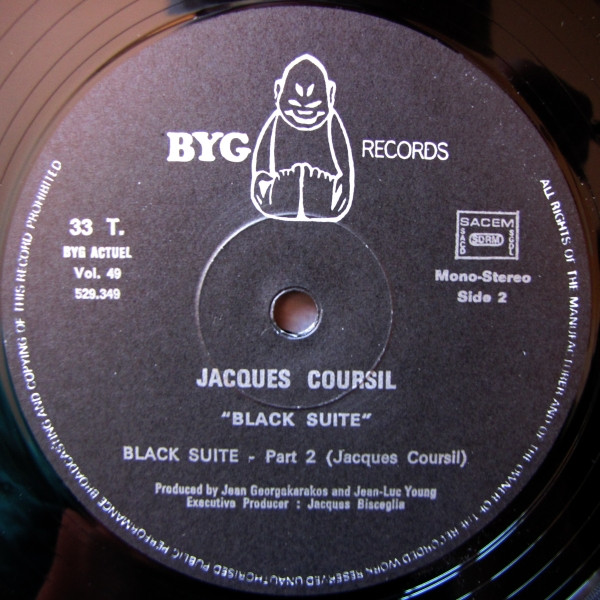 BYG RECORDS
33 T.
BYG ACTUEL
Vol. 49
529.349
SACEM
SACD SDRM SGDL
Mono-Stereo
Side 2
JACQUES COURSIL
"BLACK SUITE"
BLACK SUITE - Part 2 (Jacques Coursil)
Produced by Jean Georgakarakos and Jean-Luc Young
Executive Producer : Jacques Bisceglia
ALL RIGHTS OF THE MANUFACTURER AND OF THE OWNER OF THE RECORDED WORK RESERVED UNAUTHORISED PUBLIC PERFORMANCE BROADCASTING AND COPYING OF THIS RECORD PROHIBITED